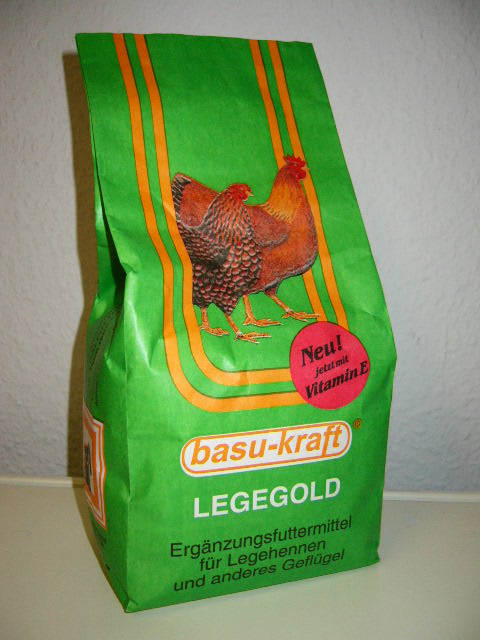 Neu!
jetzt mit
Vitamin E
basu-kraft®
LEGEGOLD
Ergänzungsfuttermittel
für Legehennen
und anderes Geflügel